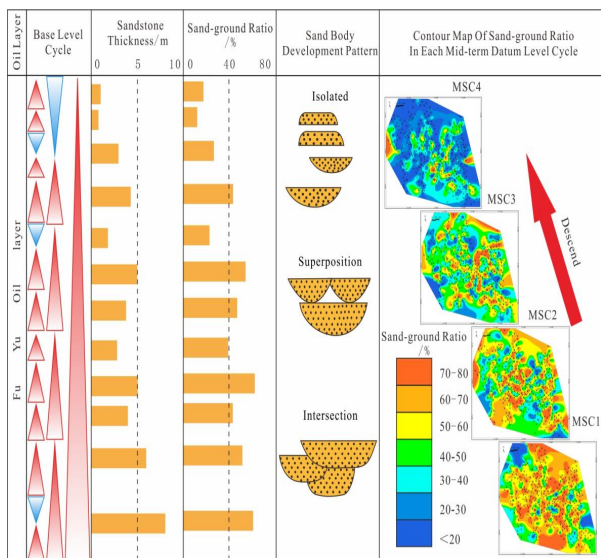 Oil Layer
Base Level
Cycle
Sandstone
Thickness/m
0 5 10
Sand-ground Ratio
/%
0 40 80
Sand Body
Development Pattern
Contour Map Of Sand-ground Ratio
In Each Mid-term Datum Level Cycle
Fu Yu Oil layer
Isolated
Superposition
Intersection
MSC4
MSC3
MSC2
MSC1
Descend
Sand-ground Ratio
/%
70-80
60-70
50-60
40-50
30-40
20-30
<20